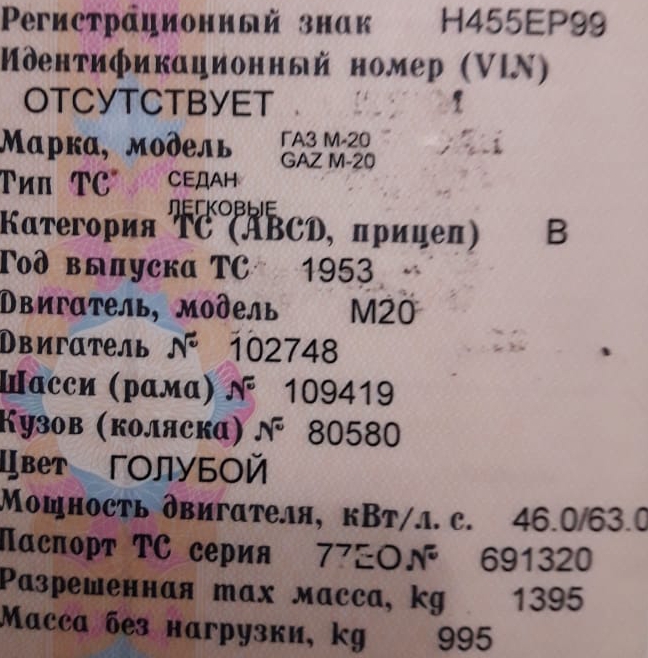 Регистрационный знак Н455ЕР99
Идентификационный номер (VIN)
ОТСУТСТВУЕТ
Марка, модель ГАЗ М-20
GAZ M-20
Тип ТС СЕДАН
ЛЕГКОВЫЕ
Категория ТС (ABCD, прицеп) B
Год выпуска ТС 1953
Двигатель, модель М20
Двигатель № 102748
Шасси (рама) № 109419
Кузов (коляска) № 80580
Цвет ГОЛУБОЙ
Мощность двигателя, кВт/л. с. 46.0/63.0
Паспорт ТС серия 77ЕО № 691320
Разрешенная max масса, kg 1395
Масса без нагрузки, kg 995